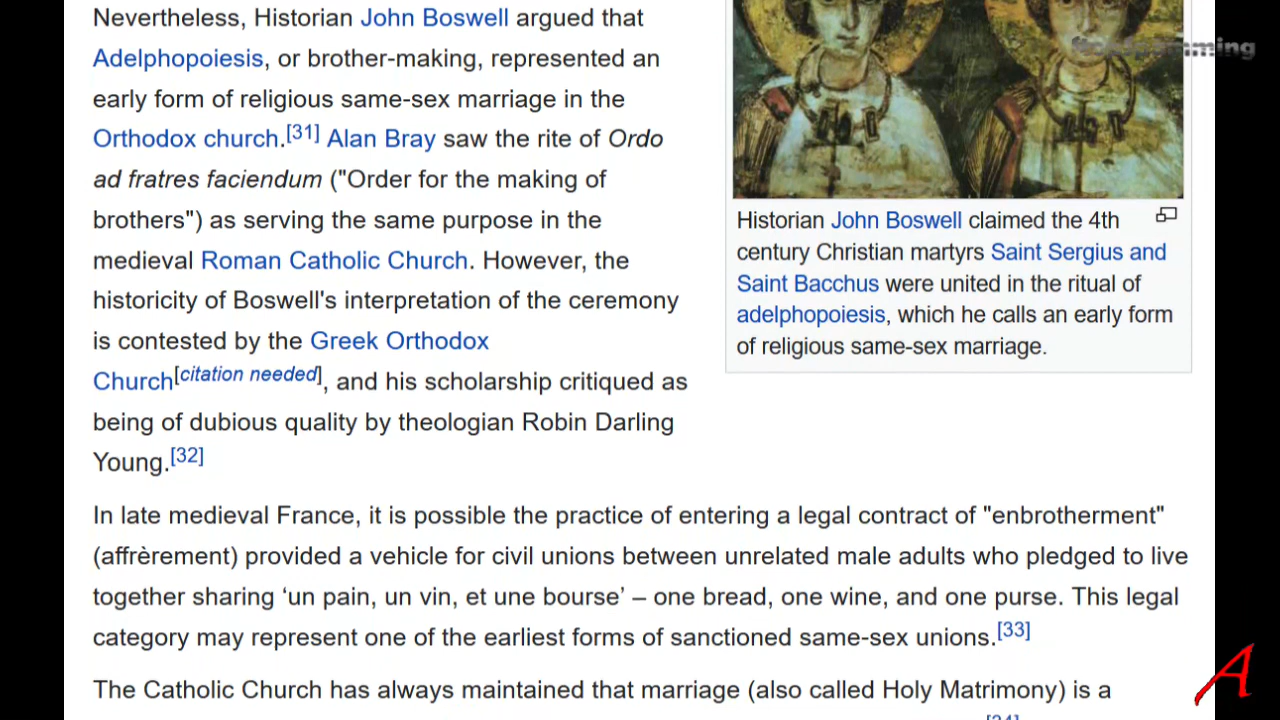 Nevertheless, Historian John Boswell argued that
Adelphopoiesis, or brother-making, represented an
early form of religious same-sex marriage in the
Orthodox church.[31] Alan Bray saw the rite of Ordo
ad fratres faciendum ("Order for the making of
brothers") as serving the same purpose in the
medieval Roman Catholic Church. However, the
historicity of Boswell's interpretation of the ceremony
is contested by the Greek Orthodox
Church[citation needed], and his scholarship critiqued as
being of dubious quality by theologian Robin Darling
Young.[32]
Historian John Boswell claimed the 4th
century Christian martyrs Saint Sergius and
Saint Bacchus were united in the ritual of
adelphopoiesis, which he calls an early form
of religious same-sex marriage.
In late medieval France, it is possible the practice of entering a legal contract of "enbrotherment"
(affrèrement) provided a vehicle for civil unions between unrelated male adults who pledged to live
together sharing ‘un pain, un vin, et une bourse’ – one bread, one wine, and one purse. This legal
category may represent one of the earliest forms of sanctioned same-sex unions.[33]
The Catholic Church has always maintained that marriage (also called Holy Matrimony) is a
A